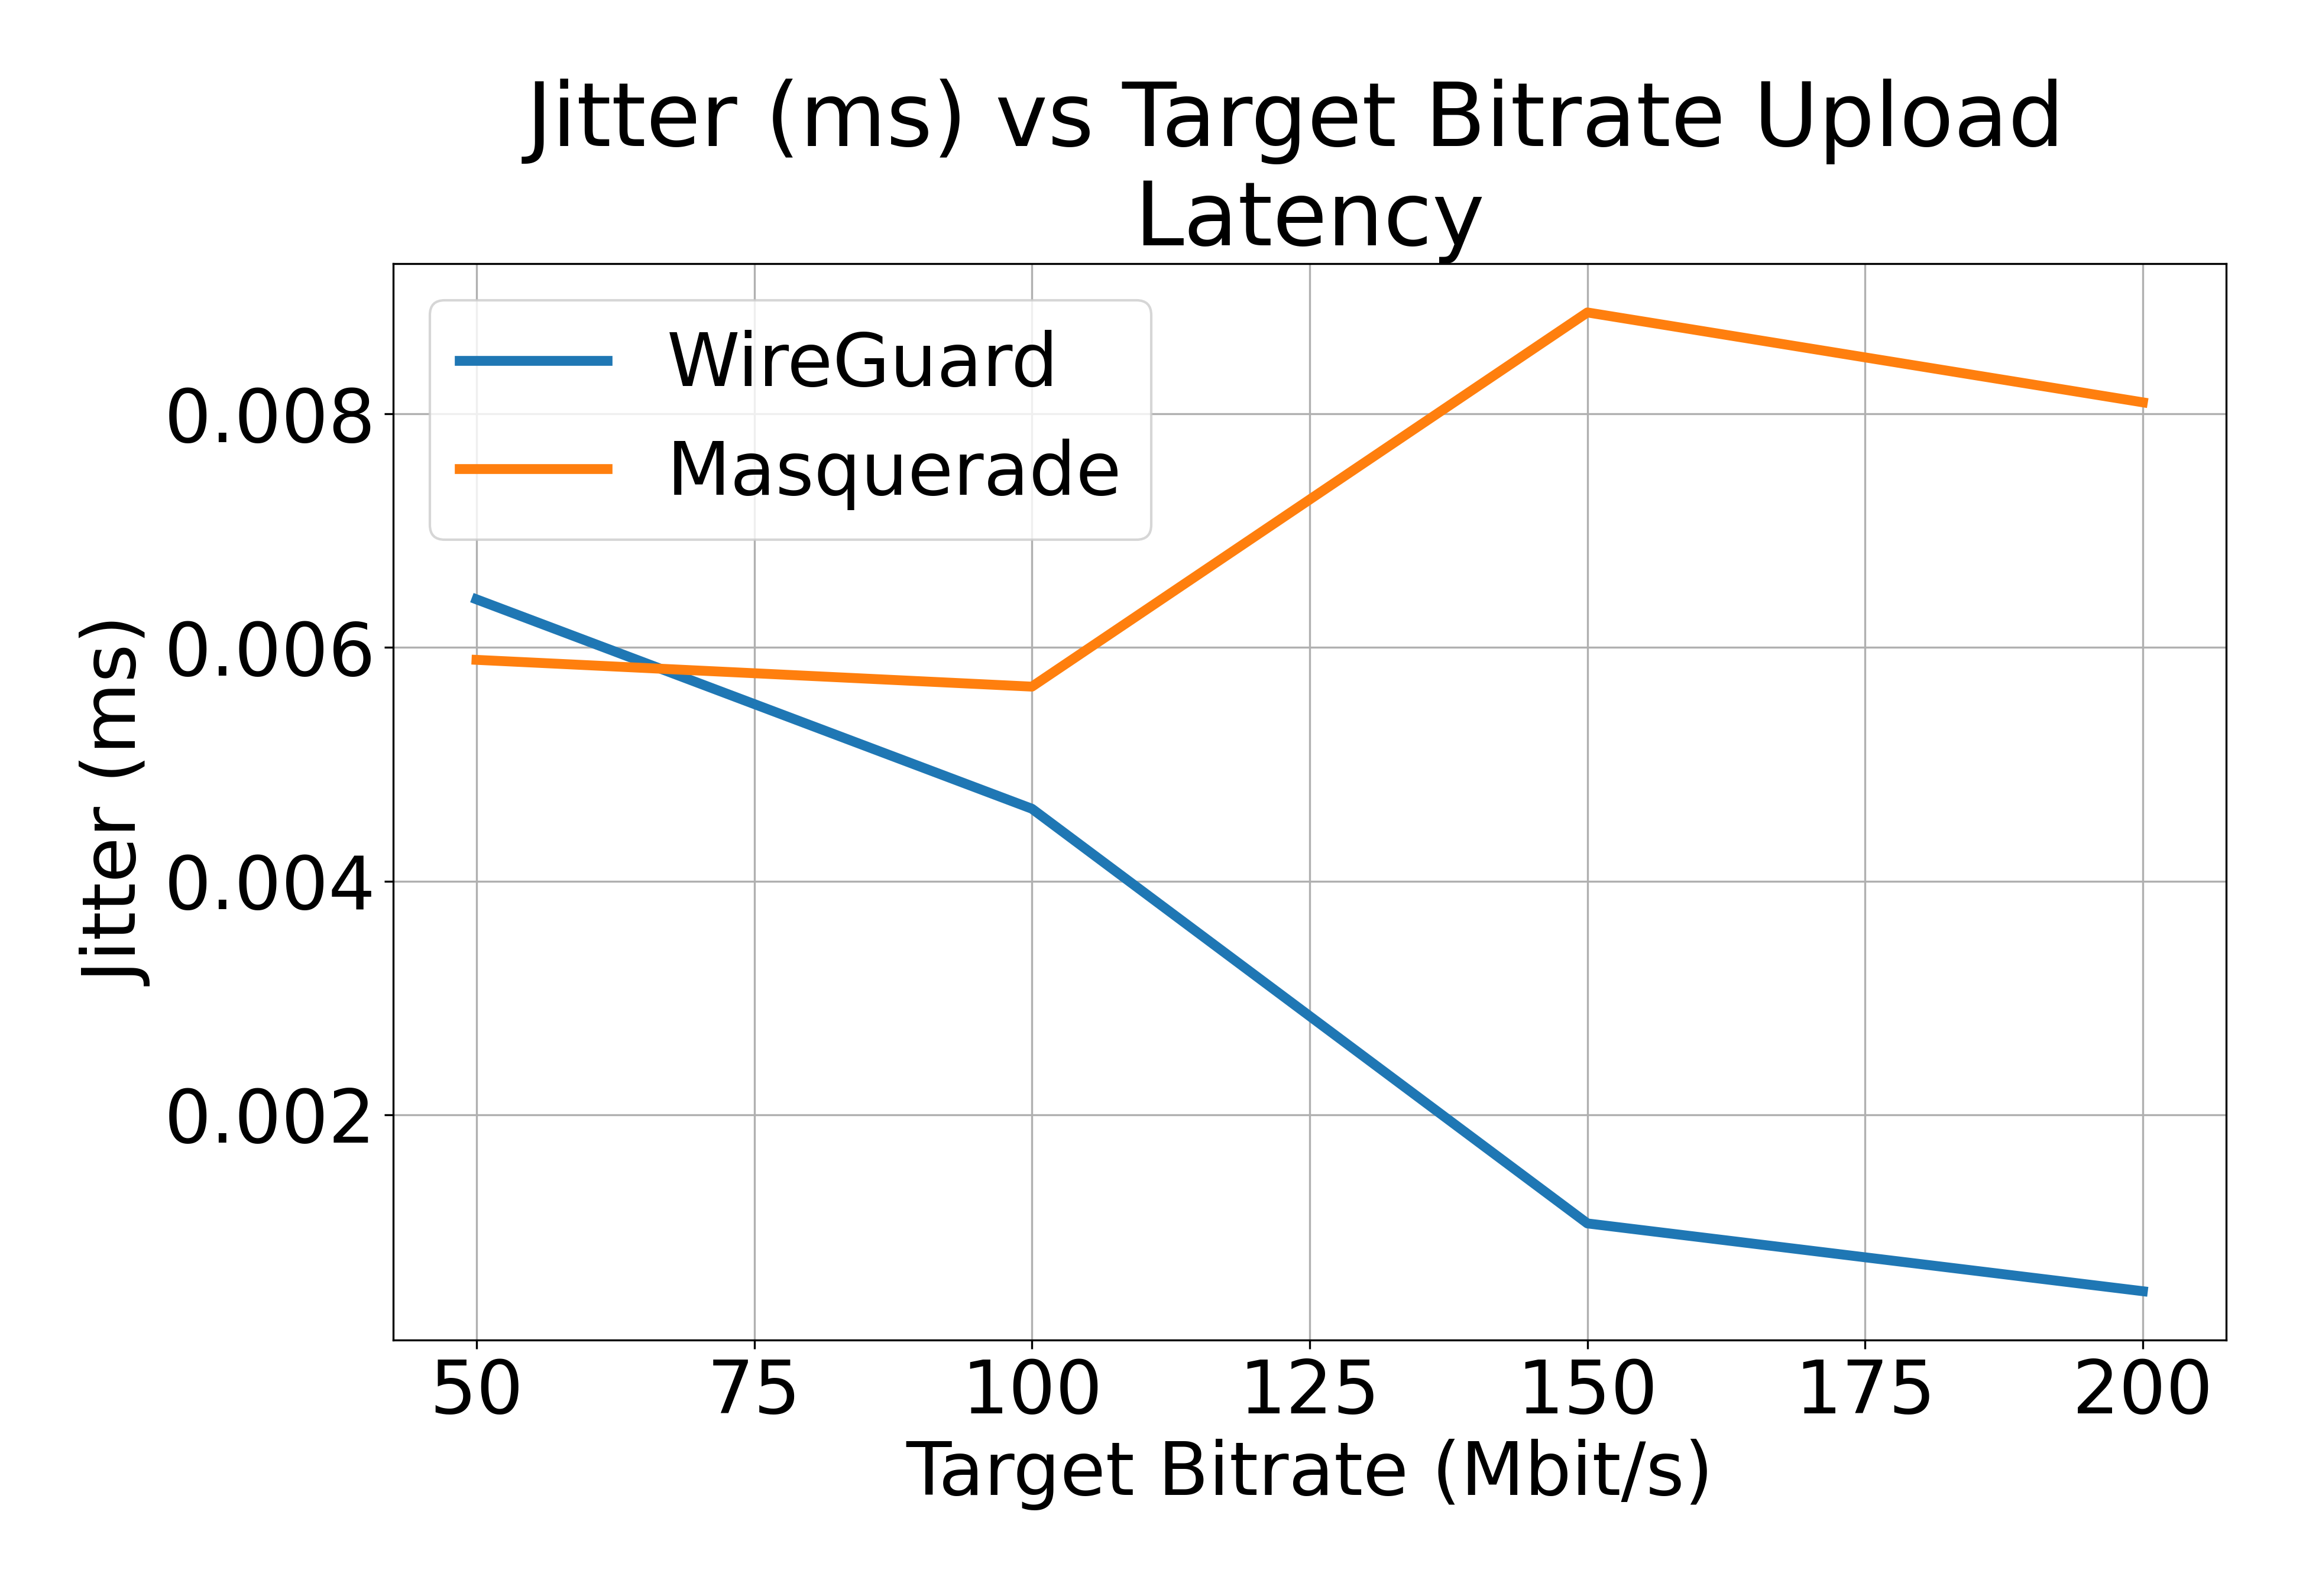 Jitter (ms) vs Target Bitrate Upload
Latency
WireGuard
Masquerade
Jitter (ms)
0.008
0.006
0.004
0.002
50 75 100 125 150 175 200
Target Bitrate (Mbit/s)